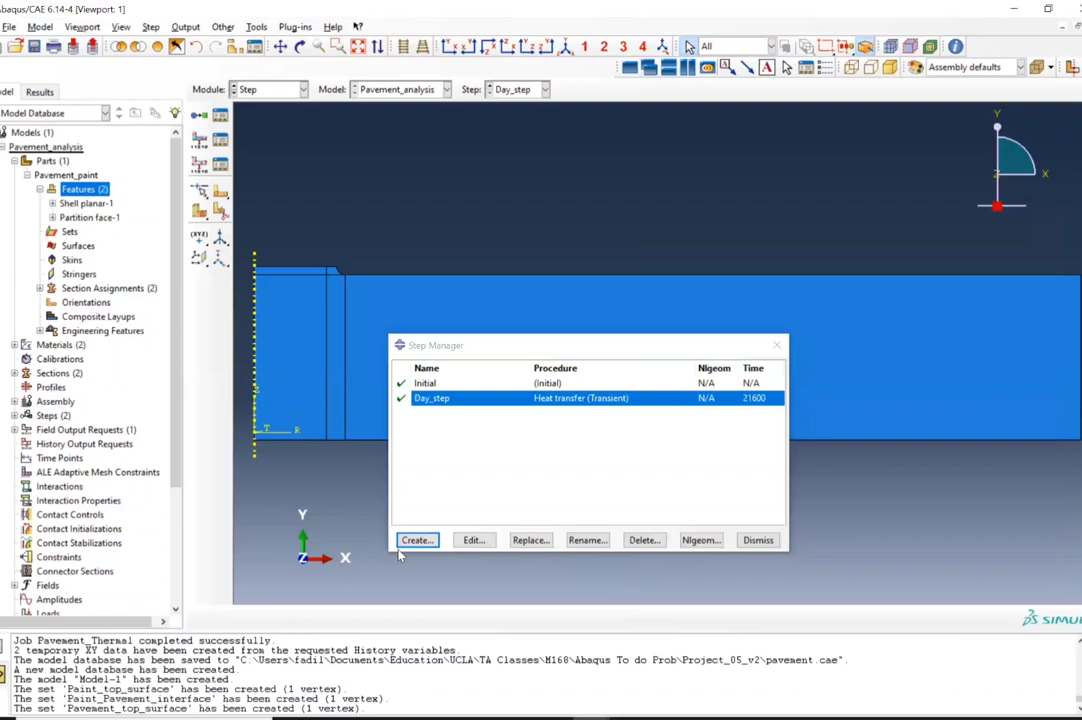 Abaqus/CAE 6.14-4 [Viewport: 1]
File Model Viewport View Step Output Other Tools Plug-ins Help
All
1 2 3 4
Assembly defaults
Model Results
Module: Step Model: Pavement_analysis Step: Day_step
Model Database
Models (1)
Pavement_analysis
Parts (1)
Pavement_paint
Features (2)
Shell planar-1
Partition face-1
Sets
Surfaces
Skins
Stringers
Section Assignments (2)
Orientations
Composite Layups
Engineering Features
Materials (2)
Calibrations
Sections (2)
Profiles
Assembly
Steps (2)
Field Output Requests (1)
History Output Requests
Time Points
ALE Adaptive Mesh Constraints
Interactions
Interaction Properties
Contact Controls
Contact Initializations
Contact Stabilizations
Constraints
Connector Sections
Fields
Amplitudes
Loads
(XYZ)
Y
X
Z
T R
Y
Z X
Step Manager
Name Procedure Nlgeom Time
Initial (Initial) N/A N/A
Day_step Heat transfer (Transient) N/A 21600
Create... Edit... Replace... Rename... Delete... Nlgeom... Dismiss
SIMUL
Job Pavement_Thermal completed successfully.
2 temporary XY data have been created from the requested History variables.
The model database has been saved to "C:\Users\fadil\Documents\Education\UCLA\TA Classes\M168\Abaqus To do Prob\Project_05_v2\pavement.cae".
A new model database has been created.
The model "Model-1" has been created.
The set 'Paint_top_surface' has been created (1 vertex).
The set 'Paint_Pavement_interface' has been created (1 vertex).
The set 'Pavement_top_surface' has been created (1 vertex).